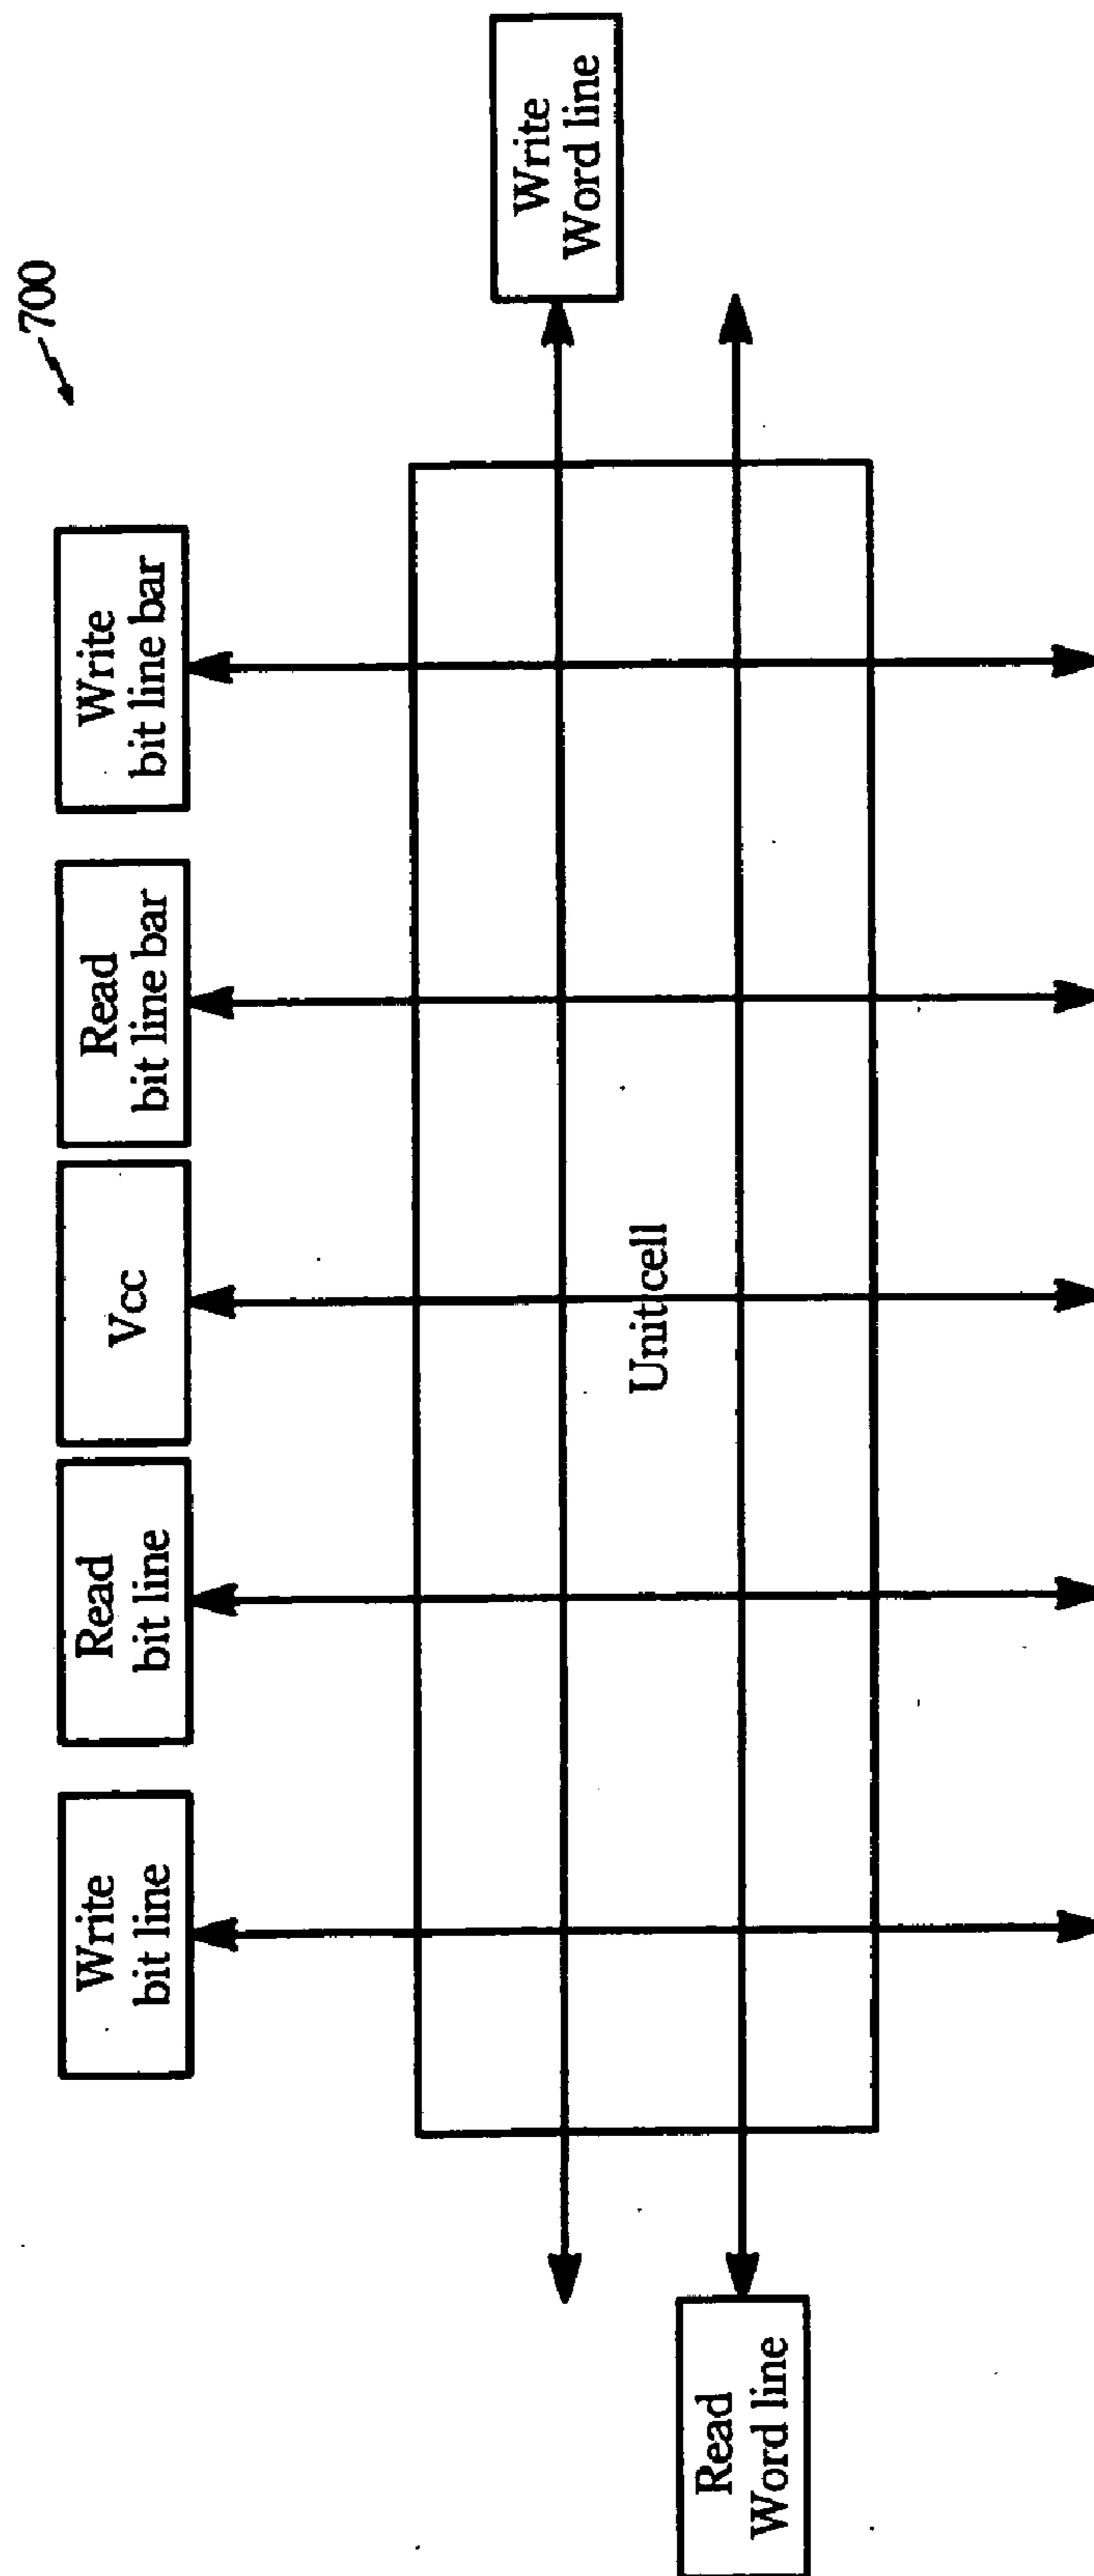 700
Write
bit line
Read
bit line
Vcc
Read
bit line bar
Write
bit line bar
Write
Word line
Unit cell
Read
Word line